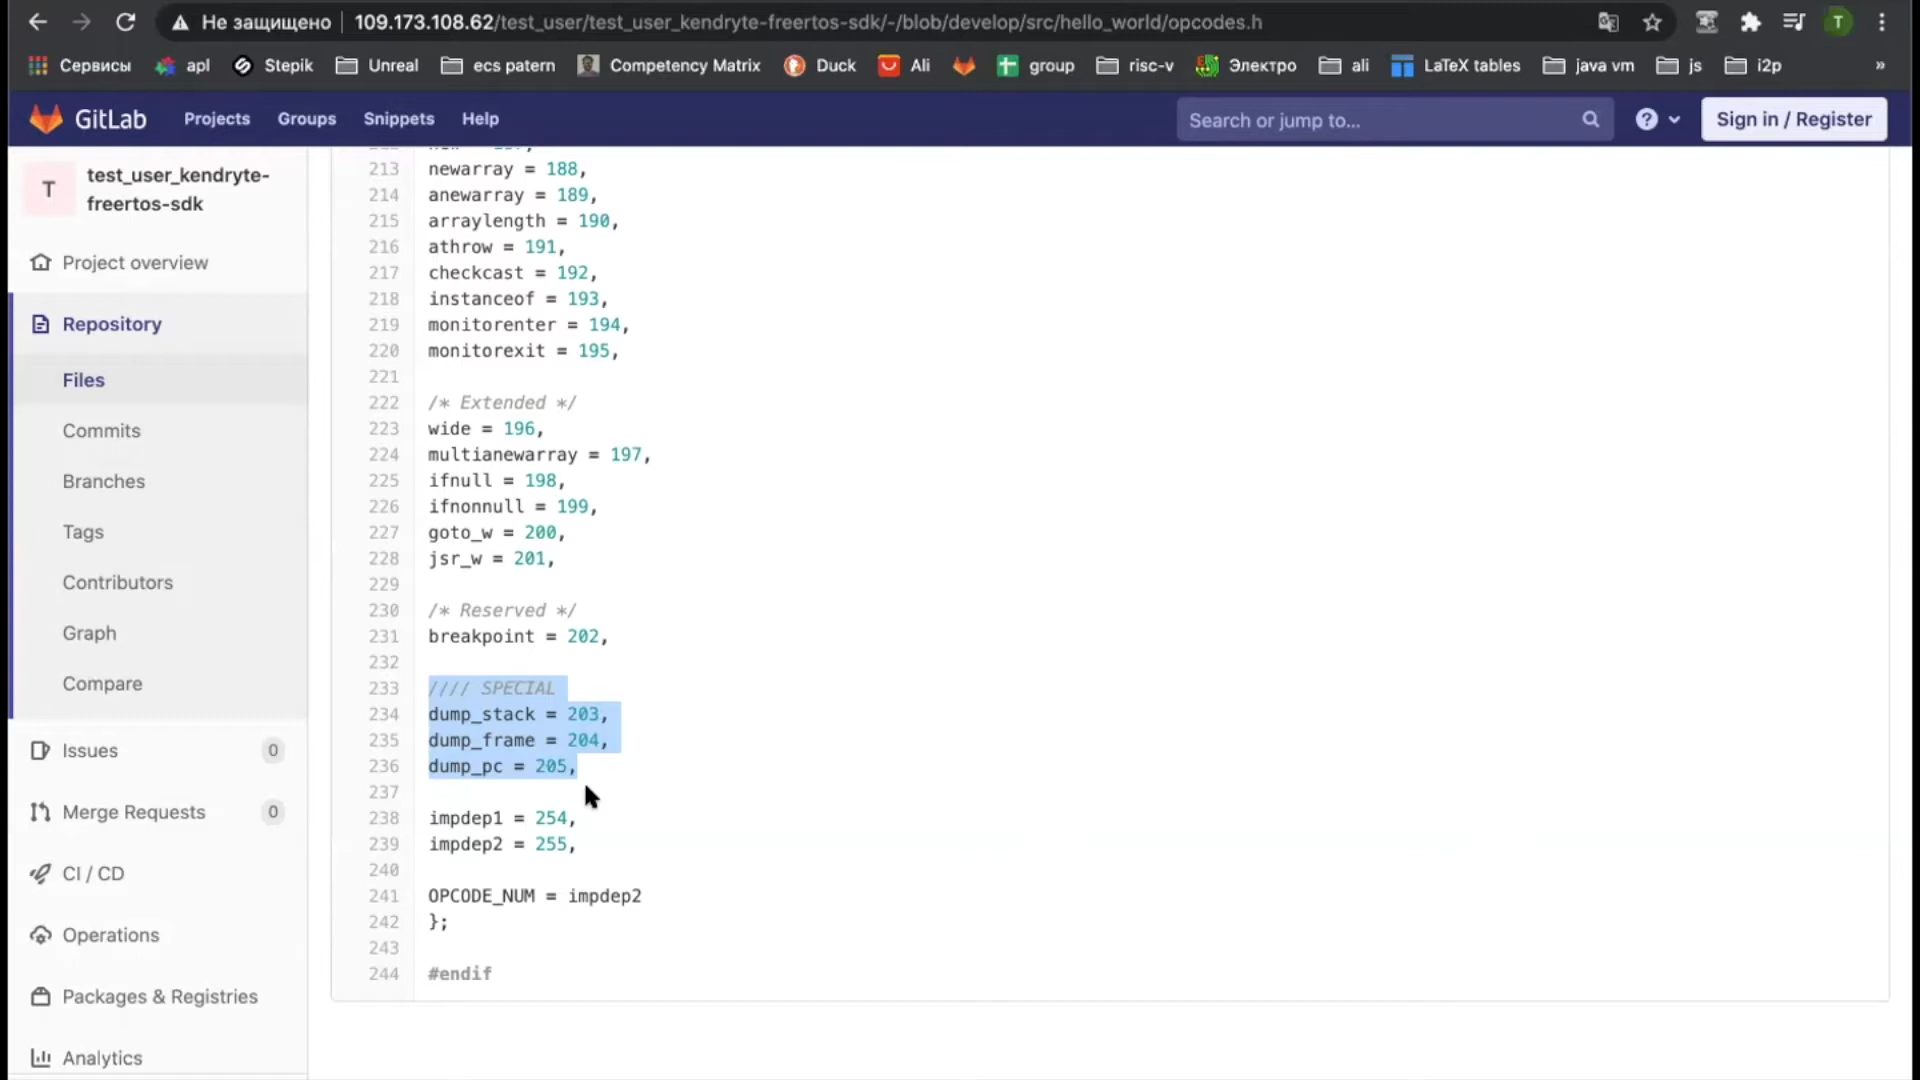 Не защищено 109.173.108.62/test_user/test_user_kendryte-freertos-sdk/-/blob/develop/src/hello_world/opcodes.h T
Сервисы apl Stepik Unreal ecs patern Competency Matrix Duck Ali group risc-v Электро ali LaTeX tables java vm js i2p »
GitLab Projects Groups Snippets Help Search or jump to... Sign in / Register
T test_user_kendryte-
freertos-sdk
Project overview
Repository
Files
Commits
Branches
Tags
Contributors
Graph
Compare
Issues 0
Merge Requests 0
CI / CD
Operations
Packages & Registries
Analytics
213 newarray = 188,
214 anewarray = 189,
215 arraylength = 190,
216 athrow = 191,
217 checkcast = 192,
218 instanceof = 193,
219 monitorenter = 194,
220 monitorexit = 195,
221
222 /* Extended */
223 wide = 196,
224 multianewarray = 197,
225 ifnull = 198,
226 ifnonnull = 199,
227 goto_w = 200,
228 jsr_w = 201,
229
230 /* Reserved */
231 breakpoint = 202,
232
233 //// SPECIAL
234 dump_stack = 203,
235 dump_frame = 204,
236 dump_pc = 205,
237
238 impdep1 = 254,
239 impdep2 = 255,
240
241 OPCODE_NUM = impdep2
242 };
243
244 #endif